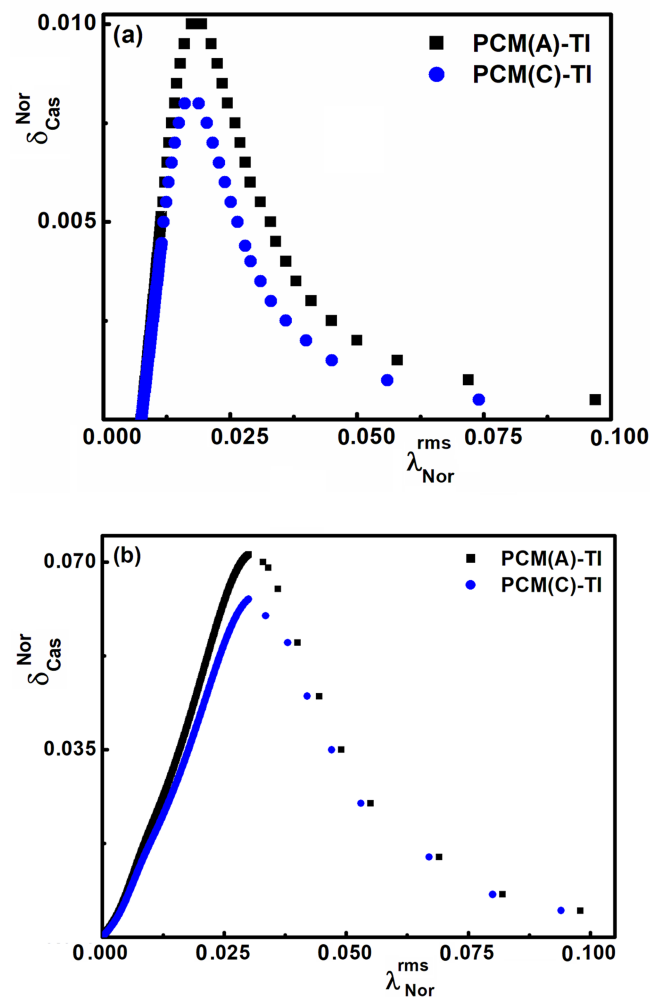 (a)
PCM(A)-TI
PCM(C)-TI
δ Nor Cas
0.010
0.005
0.000 0.025 0.050 0.075 0.100
λ rms Nor
(b)
PCM(A)-TI
PCM(C)-TI
δ Nor Cas
0.070
0.035
0.000 0.025 0.050 0.075 0.100
λ rms Nor